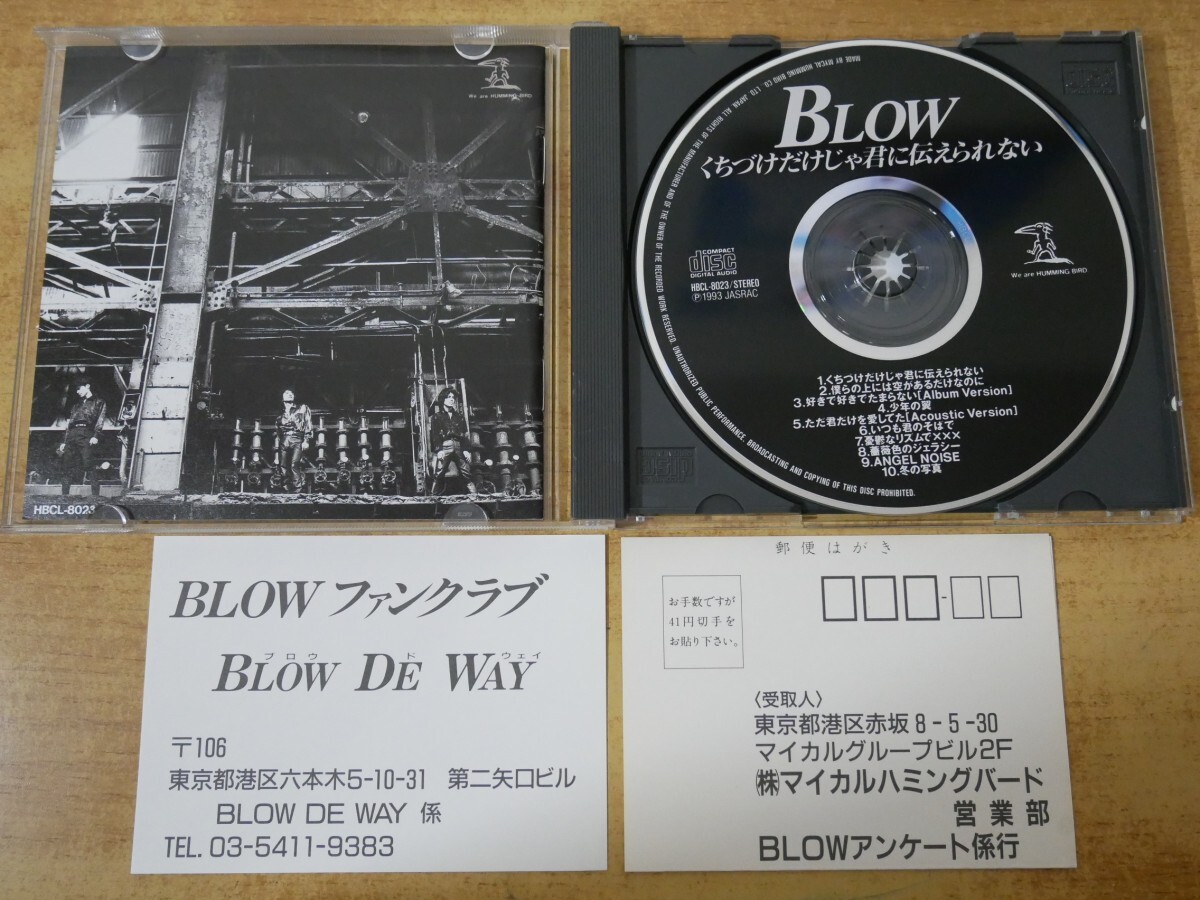 We are HUMMING BIRD
HBCL-8023
MADE BY MYCAL HUMMING BIRD CO., LTD. JAPAN. ALL RIGHTS OF THE MANUFACTURER AND OF THE OWNER OF THE RECORDED WORK RESERVED. UNAUTHORIZED PUBLIC PERFORMANCE, BROADCASTING AND COPYING OF THIS DISC PROHIBITED.
BLOW
くちづけだけじゃ君に伝えられない
COMPACT
disc
DIGITAL AUDIO
HBCL-8023/STEREO
Ⓟ1993 JASRAC
We are HUMMING BIRD
1.くちづけだけじゃ君に伝えられない
2.僕らの上には空があるだけなのに
3.好きで好きでたまらない[Album Version]
4.少年の翼
5.ただ君だけを愛してた[Acoustic Version]
6.いつも君のそばで
7.憂鬱なリズムで×××
8.薔薇色のジェラシー
9.ANGEL NOISE
10.冬の写真
BLOW ファンクラブ
ブロウ ド ウェイ
BLOW DE WAY
〒106
東京都港区六本木5-10-31 第二矢口ビル
BLOW DE WAY 係
TEL. 03-5411-9383
郵便はがき
お手数ですが
41円切手を
お貼り下さい。
〈受取人〉
東京都港区赤坂 8-5-30
マイカルグループビル2F
㈱マイカルハミングバード
営業部
BLOWアンケート係行